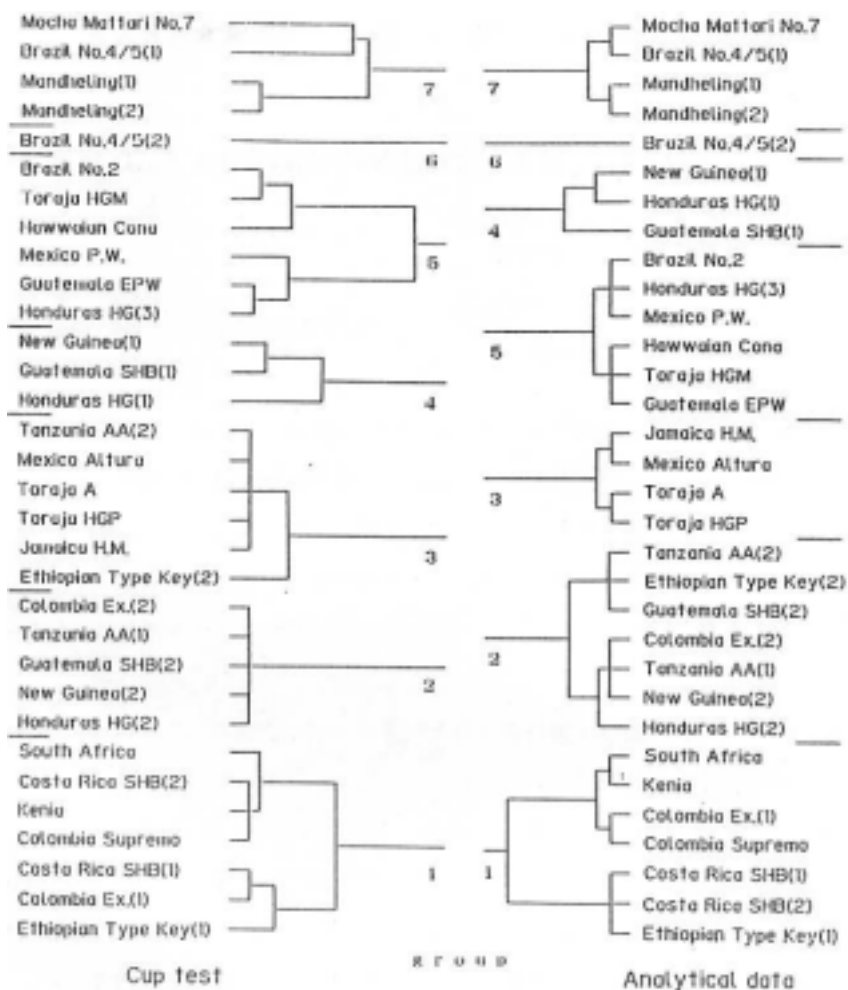 Mocha Mattari No.7
Brazil No.4/5(1)
Mandheling(1)
Mandheling(2)
Brazil No.4/5(2)
Brazil No.2
Toraja HGM
Hawwaian Cona
Mexico P.W.
Guatemala EPW
Honduras HG(3)
New Guinea(1)
Guatemala SHB(1)
Honduras HG(1)
Tanzania AA(2)
Mexico Altura
Toraja A
Toraja HGP
Jamaica H.M.
Ethiopian Type Key(2)
Colombia Ex.(2)
Tanzania AA(1)
Guatemala SHB(2)
New Guinea(2)
Honduras HG(2)
South Africa
Costa Rica SHB(2)
Kenia
Colombia Supremo
Costa Rica SHB(1)
Colombia Ex.(1)
Ethiopian Type Key(1)
Cup test
7
6
5
4
3
2
1
group
7
6
4
5
3
2
1
Mocha Mattari No.7
Brazil No.4/5(1)
Mandheling(1)
Mandheling(2)
Brazil No.4/5(2)
New Guinea(1)
Honduras HG(1)
Guatemala SHB(1)
Brazil No.2
Honduras HG(3)
Mexico P.W.
Hawwaian Cona
Toraja HGM
Guatemala EPW
Jamaica H.M.
Mexico Altura
Toraja A
Toraja HGP
Tanzania AA(2)
Ethiopian Type Key(2)
Guatemala SHB(2)
Colombia Ex.(2)
Tanzania AA(1)
New Guinea(2)
Honduras HG(2)
South Africa
Kenia
Colombia Ex.(1)
Colombia Supremo
Costa Rica SHB(1)
Costa Rica SHB(2)
Ethiopian Type Key(1)
Analytical data